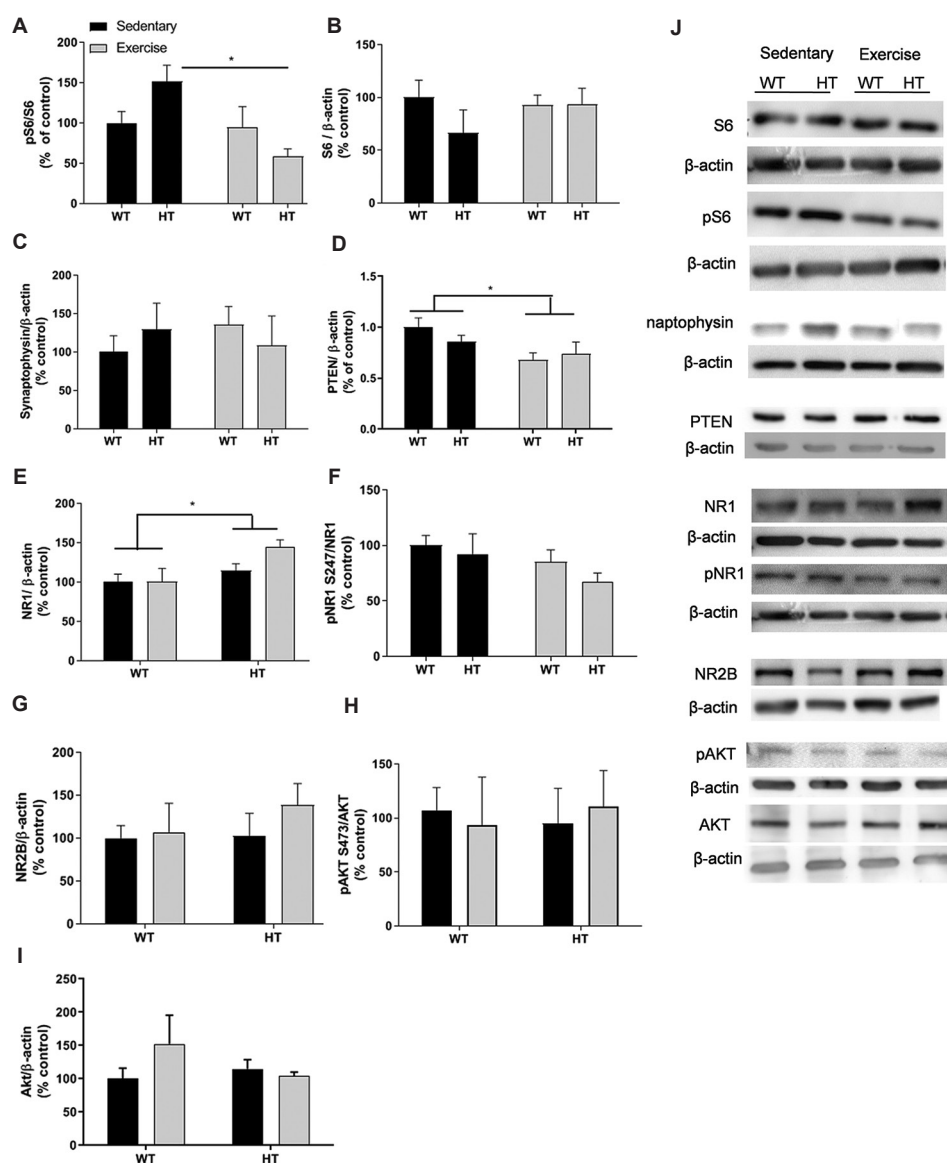 A
Sedentary
Exercise
200
150
100
50
0
pS6/S6
(% of control)
*
WT
HT
WT
HT
B
150
100
50
0
S6 / β-actin
(% control)
WT
HT
WT
HT
C
200
150
100
50
0
Synaptophysin/β-actin
(% control)
WT
HT
WT
HT
D
1.5
1.0
0.5
0.0
PTEN/ β-actin
(% of control)
*
WT
HT
WT
HT
E
200
150
100
50
0
NR1/ β-actin
(% control)
*
WT
HT
F
150
100
50
0
pNR1 S247/NR1
(% control)
WT
HT
WT
HT
G
200
150
100
50
0
NR2B/β-actin
(% control)
WT
HT
H
150
100
50
0
pAKT S473/AKT
(% control)
WT
HT
I
250
200
150
100
50
0
Akt/β-actin
(% control)
WT
HT
J
Sedentary
Exercise
WT
HT
WT
HT
S6
β-actin
pS6
β-actin
naptophysin
β-actin
PTEN
β-actin
NR1
β-actin
pNR1
β-actin
NR2B
β-actin
pAKT
β-actin
AKT
β-actin